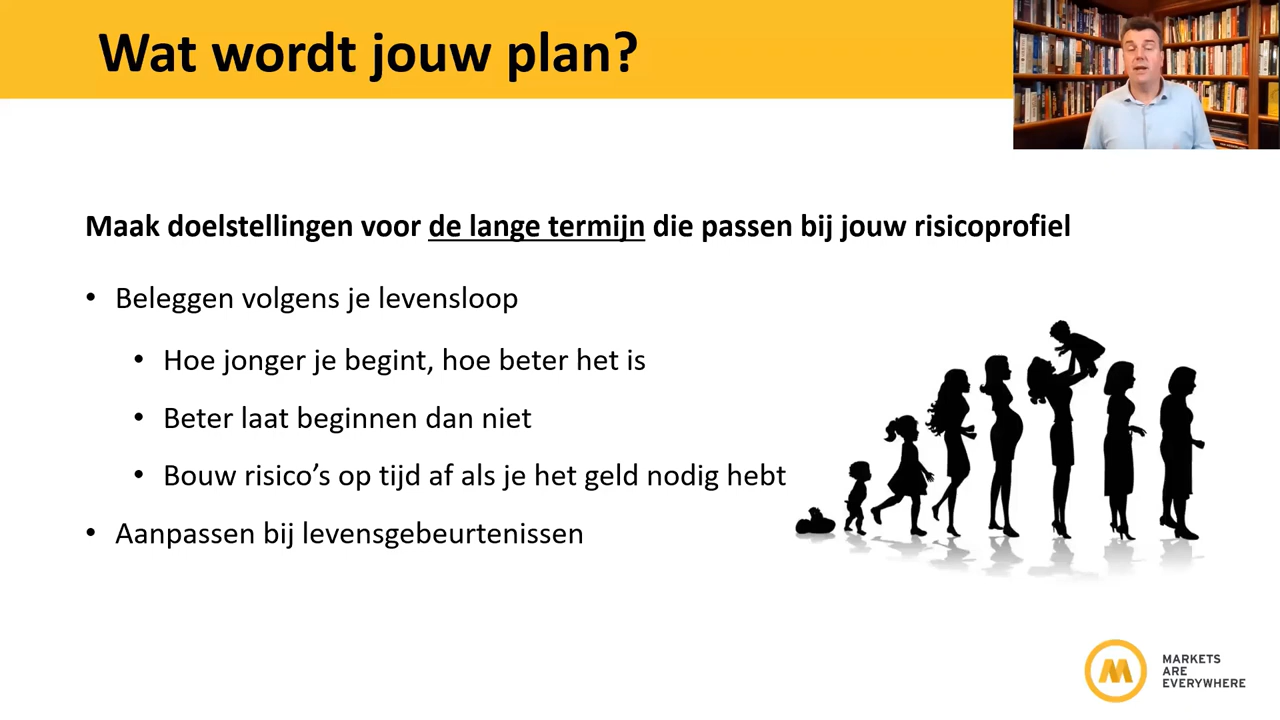 Wat wordt jouw plan?
Maak doelstellingen voor de lange termijn die passen bij jouw risicoprofiel
• Beleggen volgens je levensloop
• Hoe jonger je begint, hoe beter het is
• Beter laat beginnen dan niet
• Bouw risico’s op tijd af als je het geld nodig hebt
• Aanpassen bij levensgebeurtenissen
M
MARKETS
ARE
EVERYWHERE